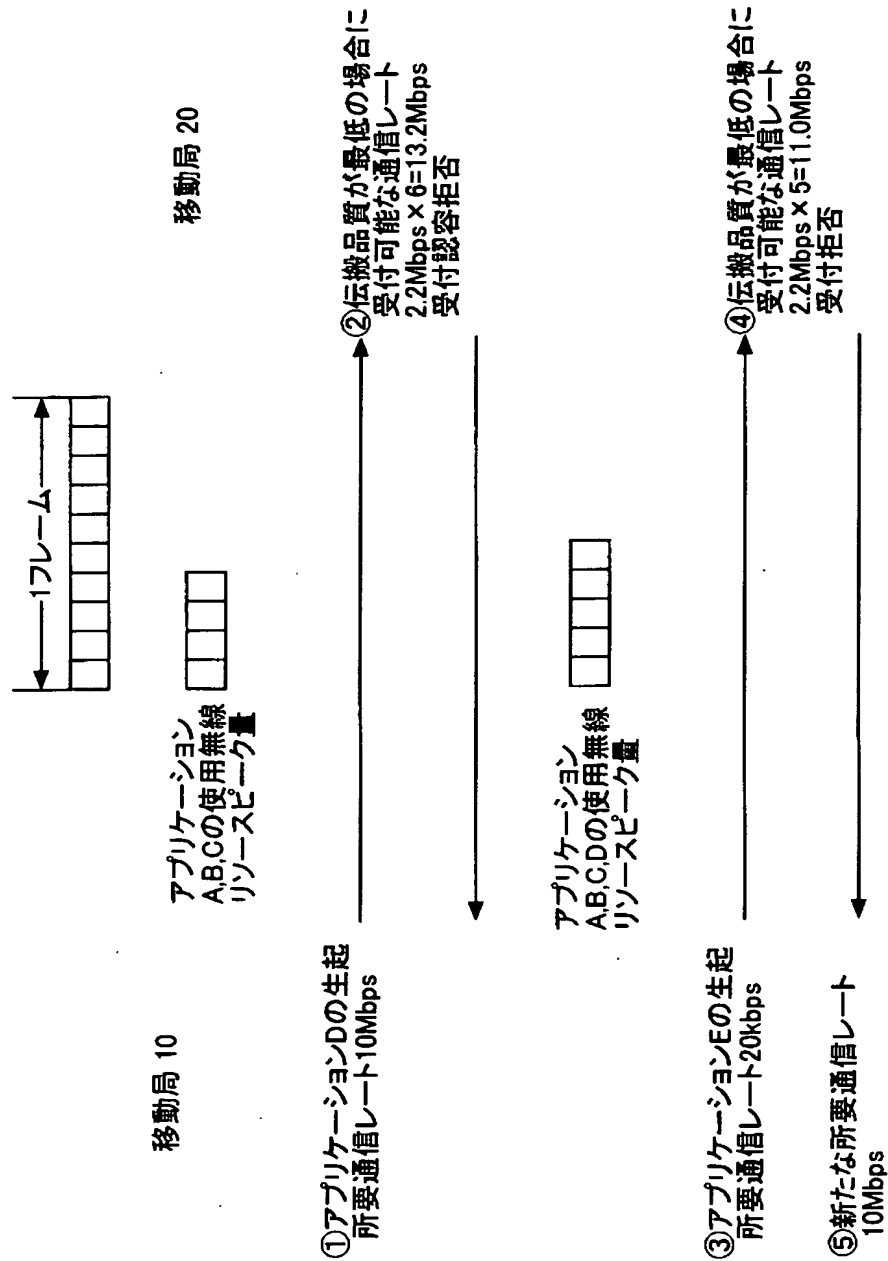 移動局 10
移動局 20
1フレーム
アプリケーション
A,B,Cの使用無線
リソースピーク量
①アプリケーションDの生起
所要通信レート10Mbps
②伝搬品質が最低の場合に
受付可能な通信レート
2.2Mbps×6=13.2Mbps
受付認容拒否
アプリケーション
A,B,C,Dの使用無線
リソースピーク量
③アプリケーションEの生起
所要通信レート20kbps
④伝搬品質が最低の場合に
受付可能な通信レート
2.2Mbps×5=11.0Mbps
受付拒否
⑤新たな所要通信レート
10Mbps